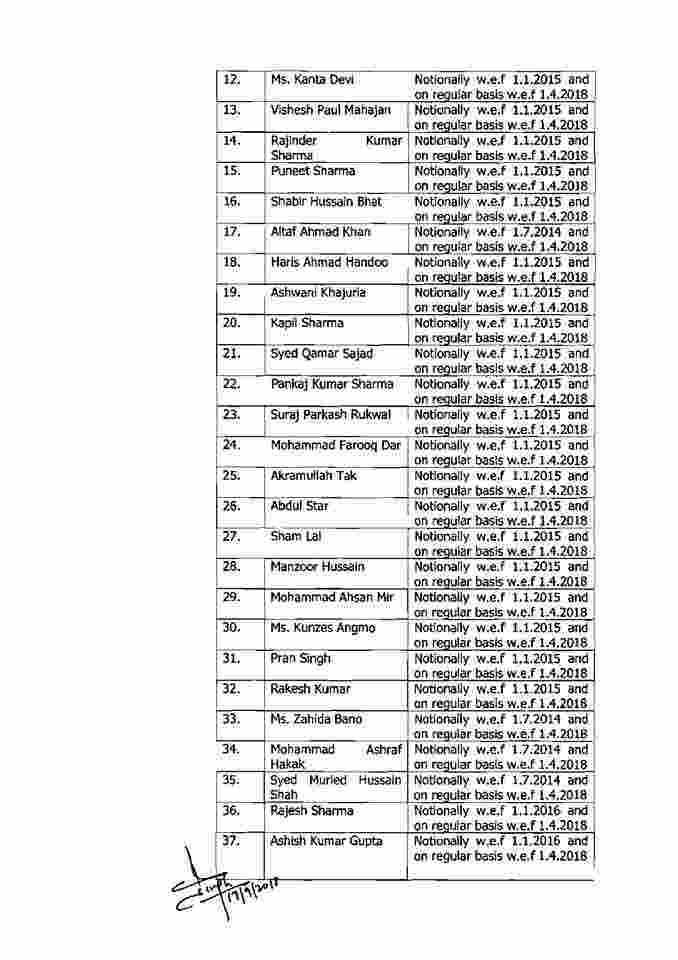 12. Ms. Kanta Devi Notionally w.e.f 1.1.2015 and
on regular basis w.e.f 1.4.2018
13. Vishesh Paul Mahajan Notionally w.e.f 1.1.2015 and
on regular basis w.e.f 1.4.2018
14. Rajinder Kumar Notionally w.e.f 1.1.2015 and
Sharma on regular basis w.e.f 1.4.2018
15. Puneet Sharma Notionally w.e.f 1.1.2015 and
on regular basis w.e.f 1.4.2018
16. Shabir Hussain Bhat Notionally w.e.f 1.1.2015 and
on regular basis w.e.f 1.4.2018
17. Altaf Ahmad Khan Notionally w.e.f 1.7.2014 and
on regular basis w.e.f 1.4.2018
18. Haris Ahmad Handoo Notionally w.e.f 1.1.2015 and
on regular basis w.e.f 1.4.2018
19. Ashwani Khajuria Notionally w.e.f 1.1.2015 and
on regular basis w.e.f 1.4.2018
20. Kapil Sharma Notionally w.e.f 1.1.2015 and
on regular basis w.e.f 1.4.2018
21. Syed Qamar Sajad Notionally w.e.f 1.1.2015 and
on regular basis w.e.f 1.4.2018
22. Pankaj Kumar Sharma Notionally w.e.f 1.1.2015 and
on regular basis w.e.f 1.4.2018
23. Suraj Parkash Rukwal Notionally w.e.f 1.1.2015 and
on regular basis w.e.f 1.4.2018
24. Mohammad Farooq Dar Notionally w.e.f 1.1.2015 and
on regular basis w.e.f 1.4.2018
25. Akramullah Tak Notionally w.e.f 1.1.2015 and
on regular basis w.e.f 1.4.2018
26. Abdul Star Notionally w.e.f 1.1.2015 and
on regular basis w.e.f 1.4.2018
27. Sham Lal Notionally w.e.f 1.1.2015 and
on regular basis w.e.f 1.4.2018
28. Manzoor Hussain Notionally w.e.f 1.1.2015 and
on regular basis w.e.f 1.4.2018
29. Mohammad Ahsan Mir Notionally w.e.f 1.1.2015 and
on regular basis w.e.f 1.4.2018
30. Ms. Kunzes Angmo Notionally w.e.f 1.1.2015 and
on regular basis w.e.f 1.4.2018
31. Pran Singh Notionally w.e.f 1.1.2015 and
on regular basis w.e.f 1.4.2018
32. Rakesh Kumar Notionally w.e.f 1.1.2015 and
on regular basis w.e.f 1.4.2018
33. Ms. Zahida Bano Notionally w.e.f 1.7.2014 and
on regular basis w.e.f 1.4.2018
34. Mohammad Ashraf Notionally w.e.f 1.7.2014 and
Hakak on regular basis w.e.f 1.4.2018
35. Syed Muried Hussain Notionally w.e.f 1.7.2014 and
Shah on regular basis w.e.f 1.4.2018
36. Rajesh Sharma Notionally w.e.f 1.1.2016 and
on regular basis w.e.f 1.4.2018
37. Ashish Kumar Gupta Notionally w.e.f 1.1.2016 and
on regular basis w.e.f 1.4.2018
17/9/2018